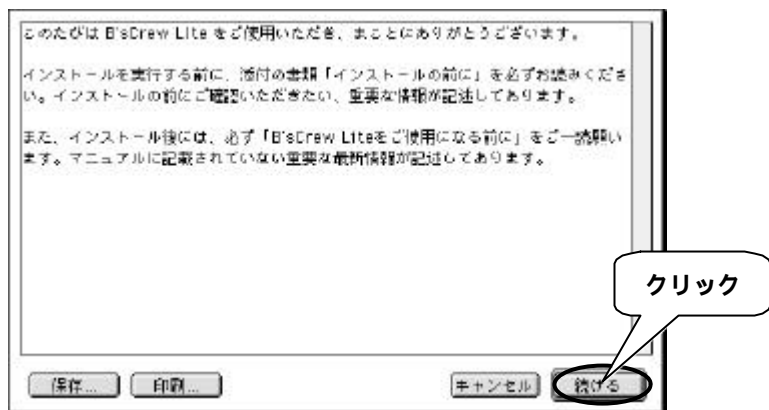 このたびは B'sCrew Lite をご使用いただき、まことにありがとうございます。
インストールを実行する前に、添付の書類「インストールの前に」を必ずお読みくださ
い。インストールの前にご確認いただきたい、重要な情報が記述してあります。
また、インストール後には、必ず「B'sCrew Liteをご使用になる前に」をご一読願い
ます。マニュアルに記載されていない重要な最新情報が記述してあります。
クリック
保存...
印刷...
キャンセル
続ける